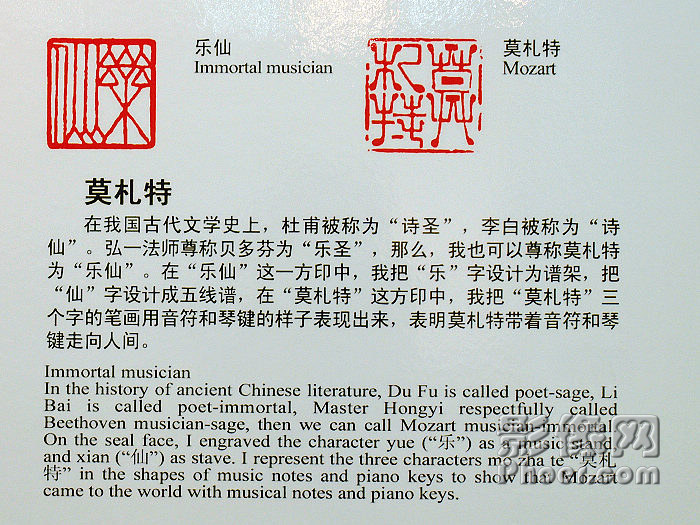 乐仙
Immortal musician
莫札特
Mozart
莫札特
在我国古代文学史上，杜甫被称为“诗圣”，李白被称为“诗
仙”。弘一法师尊称贝多芬为“乐圣”，那么，我也可以尊称莫札特
为“乐仙”。在“乐仙”这一方印中，我把“乐”字设计为谱架，把
“仙”字设计成五线谱，在“莫札特”这方印中，我把“莫札特”三
个字的笔画用音符和琴键的样子表现出来，表明莫札特带着音符和琴
键走向人间。
Immortal musician
In the history of ancient Chinese literature, Du Fu is called poet-sage, Li
Bai is called poet-immortal, Master Hongyi respectfully called
Beethoven musician-sage, then we can call Mozart musician-immortal.
On the seal face, I engraved the character yue (“乐”) as a music stand,
and xian (“仙”) as stave. I represent the three characters mo zha te “莫札
特” in the shapes of music notes and piano keys to show that Mozart
came to the world with musical notes and piano keys.
影像网